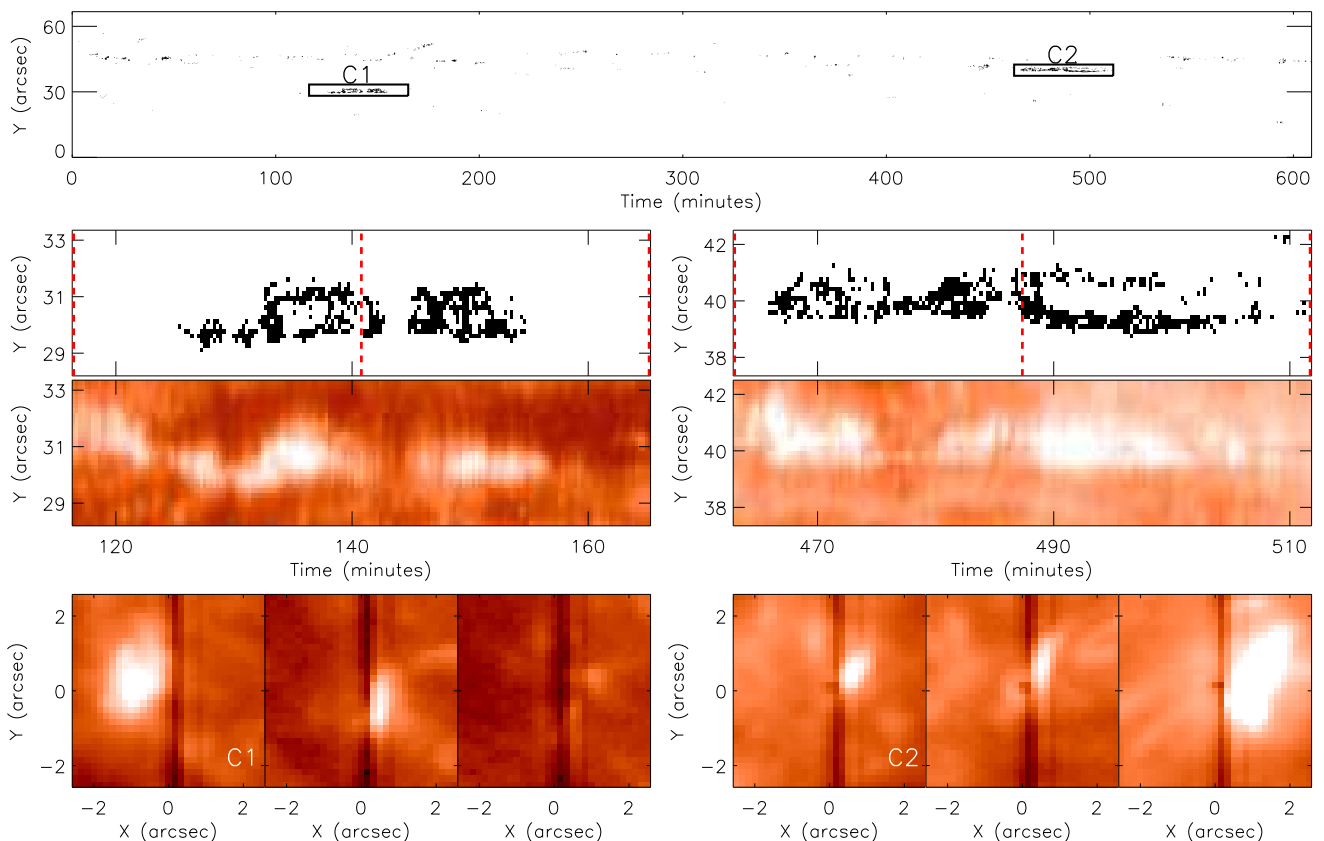 60
30
0
Y (arcsec)
C1
C2
0 100 200 300 400 500 600
Time (minutes)
33
31
29
Y (arcsec)
42
40
38
Y (arcsec)
33
31
29
Y (arcsec)
120 140 160
Time (minutes)
42
40
38
Y (arcsec)
470 490 510
Time (minutes)
2
0
−2
Y (arcsec)
C1
−2 0 2 −2 0 2 −2 0 2
X (arcsec) X (arcsec) X (arcsec)
2
0
−2
Y (arcsec)
C2
−2 0 2 −2 0 2 −2 0 2
X (arcsec) X (arcsec) X (arcsec)